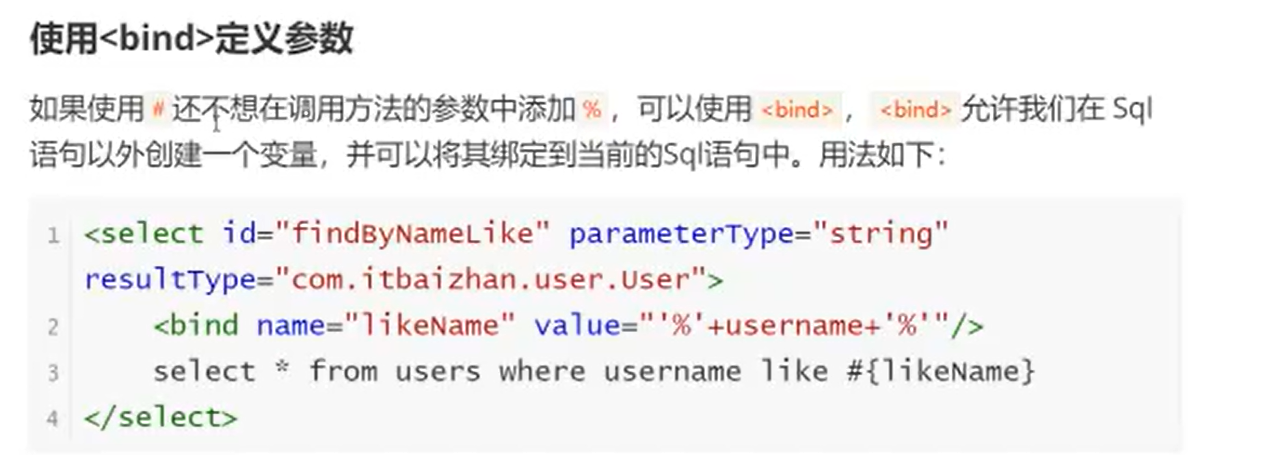 使用<bind>定义参数
如果使用 # 还不想在调用方法的参数中添加 % ，可以使用 <bind> ， <bind> 允许我们在 Sql
语句以外创建一个变量，并可以将其绑定到当前的Sql语句中。用法如下：
1 <select id="findByNameLike" parameterType="string"
resultType="com.itbaizhan.user.User">
2 <bind name="likeName" value="'%'+username+'%'"/>
3 select * from users where username like #{likeName}
4 </select>